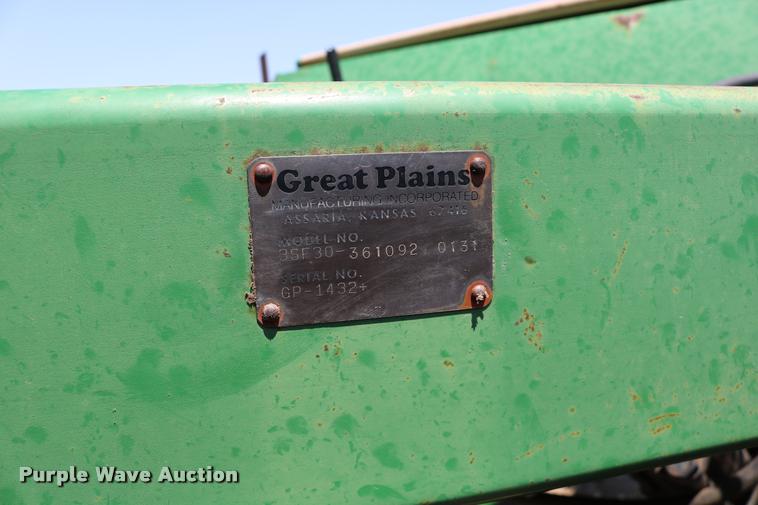 Great Plains
MANUFACTURING INCORPORATED
ASSARIA, KANSAS 67416
MODEL NO.
3SF30-361092 0131
SERIAL NO.
GP-1432+
Purple Wave Auction